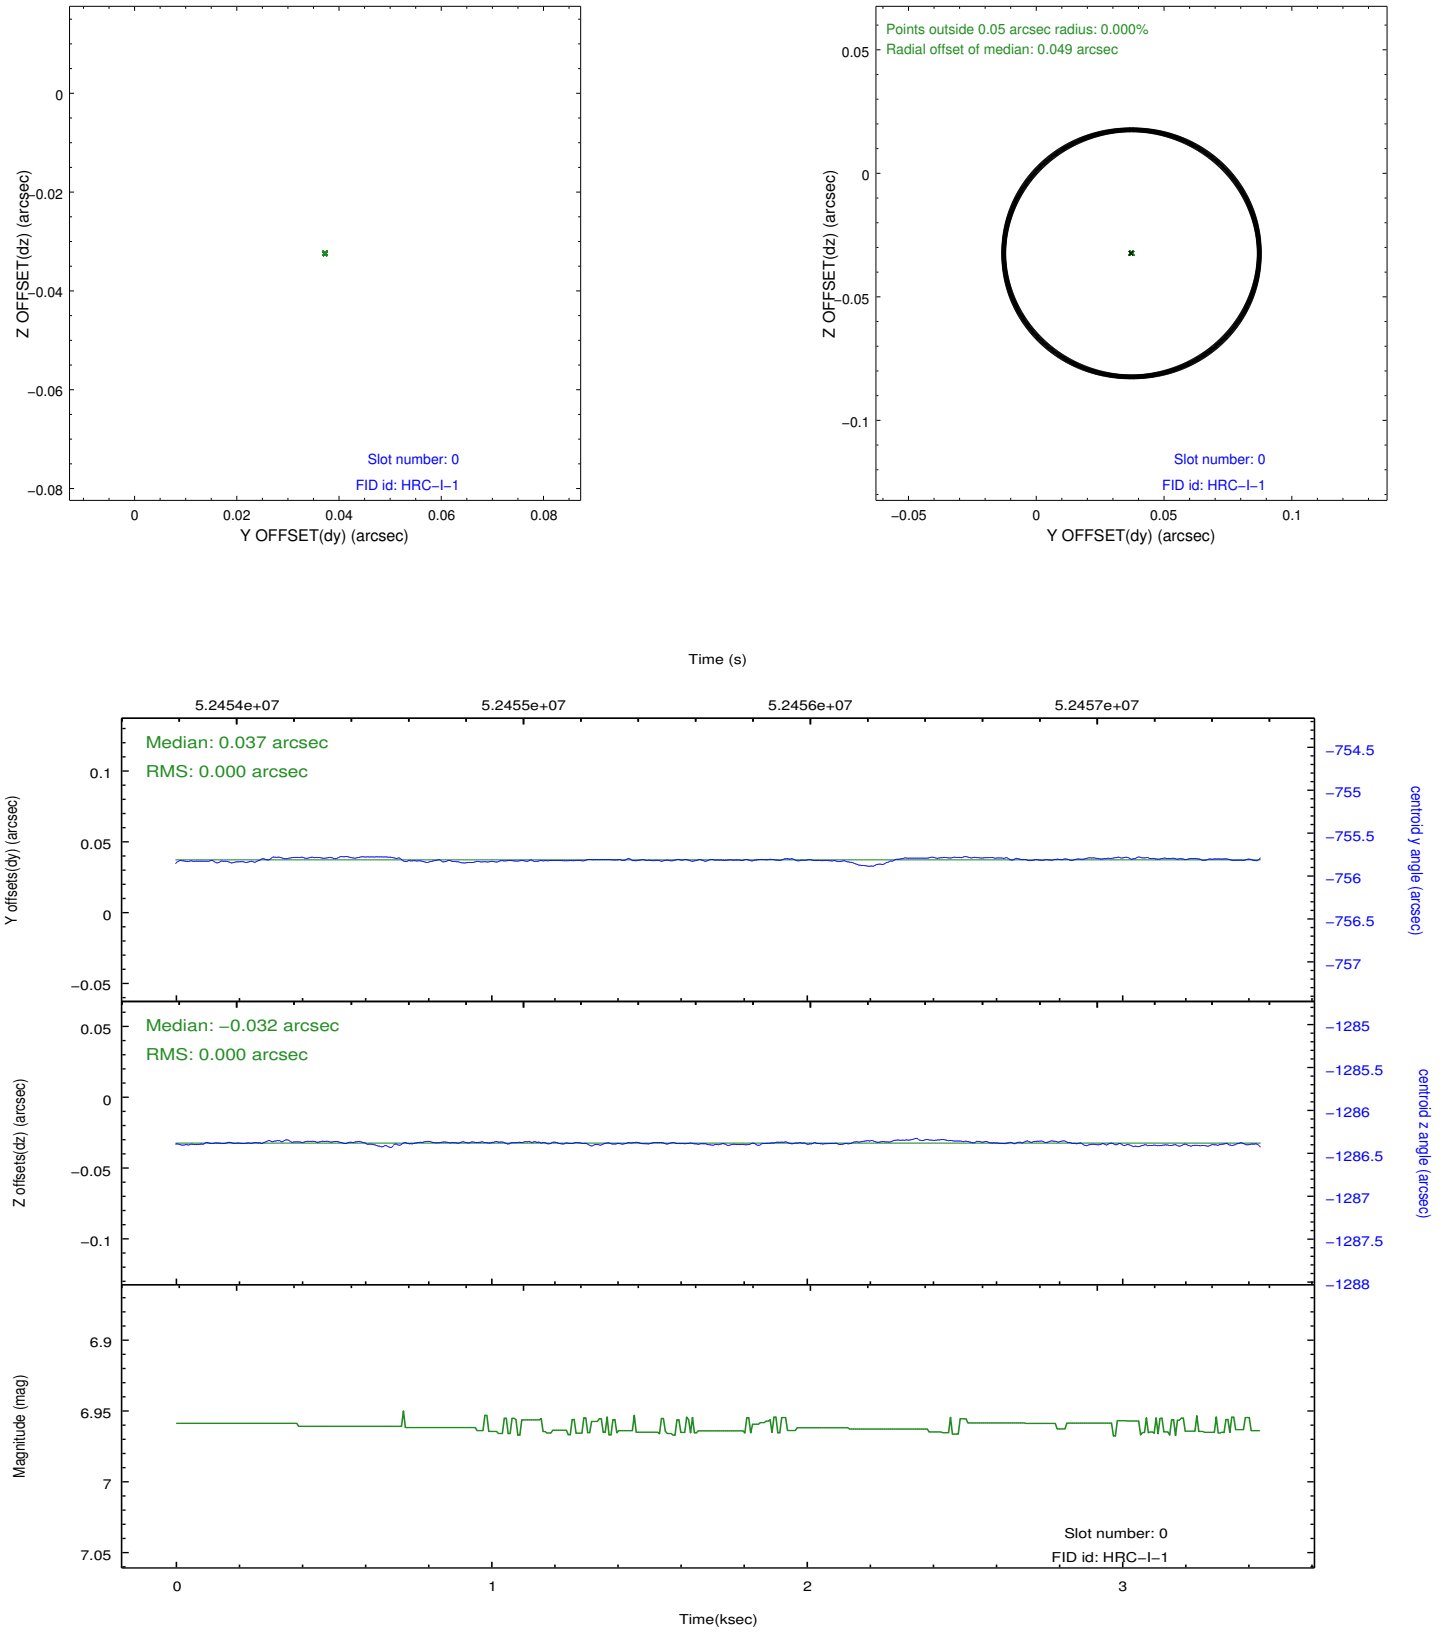 0
−0.02
−0.04
−0.06
−0.08
Z OFFSET(dz) (arcsec)
Slot number: 0
FID id: HRC−I−1
0
0.02
0.04
0.06
0.08
Y OFFSET(dy) (arcsec)
Points outside 0.05 arcsec radius: 0.000%
Radial offset of median: 0.049 arcsec
0.05
0
−0.05
−0.1
Z OFFSET(dz) (arcsec)
Slot number: 0
FID id: HRC−I−1
−0.05
0
0.05
0.1
Y OFFSET(dy) (arcsec)
Time (s)
5.2454e+07
5.2455e+07
5.2456e+07
5.2457e+07
Median: 0.037 arcsec
RMS: 0.000 arcsec
0.1
0.05
0
−0.05
Y offsets(dy) (arcsec)
−754.5
−755
−755.5
−756
−756.5
−757
centroid y angle (arcsec)
Median: −0.032 arcsec
RMS: 0.000 arcsec
0.05
0
−0.05
−0.1
Z offsets(dz) (arcsec)
−1285
−1285.5
−1286
−1286.5
−1287
−1287.5
−1288
centroid z angle (arcsec)
6.9
6.95
7
7.05
Magnitude (mag)
Slot number: 0
FID id: HRC−I−1
0
1
2
3
Time(ksec)